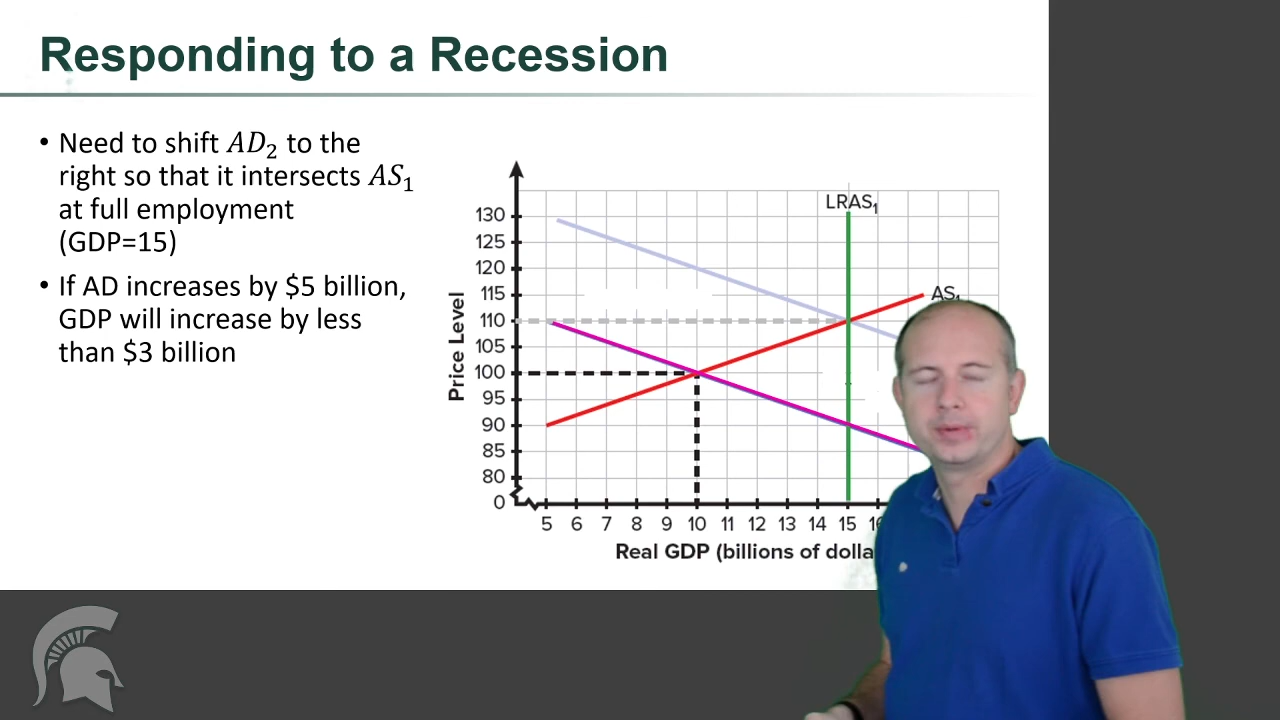 Responding to a Recession
• Need to shift 𝐴𝐷₂ to the
right so that it intersects 𝐴𝑆₁
at full employment
(GDP=15)
• If AD increases by $5 billion,
GDP will increase by less
than $3 billion
LRAS₁
AS₁
Price Level
130
125
120
115
110
105
100
95
90
85
80
0
5 6 7 8 9 10 11 12 13 14 15
Real GDP (billions of